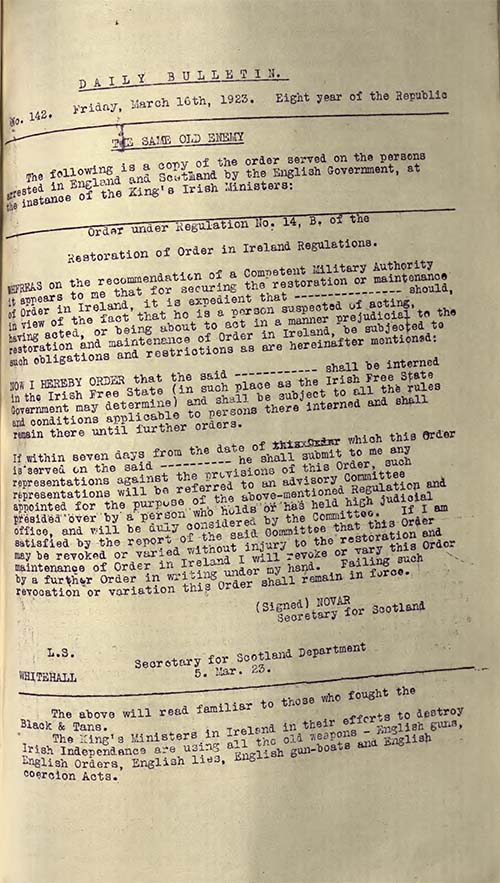 DAILY BULLETIN.
No. 142. Friday, March 16th, 1923. Eight year of the Republic
THE SAME OLD ENEMY
The following is a copy of the order served on the persons
arrested in England and Scotland by the English Government, at
the instance of the King's Irish Ministers:
Order under Regulation No. 14, B. of the
Restoration of Order in Ireland Regulations.
WHEREAS on the recommendation of a Competent Military Authority
it appears to me that for securing the restoration or maintenance
of Order in Ireland, it is expedient that -------------- should,
in view of the fact that he is a person suspected of acting,
having acted, or being about to act in a manner prejudicial to the
restoration and maintenance of Order in Ireland, be subjected to
such obligations and restrictions as are hereinafter mentioned:
NOW I HEREBY ORDER that the said ------------ shall be interned
in the Irish Free State (in such place as the Irish Free State
Government may determine) and shall be subject to all the rules
and conditions applicable to persons there interned and shall
remain there until further orders.
If within seven days from the date of this Order which this Order
is served on the said ---------- he shall submit to me any
representations against the provisions of this Order, such
representations will be referred to an advisory Committee
appointed for the purpose of the above-mentioned Regulation and
presided over by a person who holds or has held high judicial
office, and will be duly considered by the Committee. If I am
satisfied by the report of the said Committee that this Order
may be revoked or varied without injury to the restoration and
maintenance of Order in Ireland I will revoke or vary this Order
by a further Order in writing under my hand. Failing such
revocation or variation this Order shall remain in force.
(Signed) NOVAR
Secretary for Scotland
L.S.
Secretary for Scotland Department
WHITEHALL 5. Mar. 23.
The above will read familiar to those who fought the
Black & Tans.
The King's Ministers in Ireland in their efforts to destroy
Irish Independence are using all the old weapons - English guns,
English Orders, English lies, English gun-boats and English
coercion Acts.